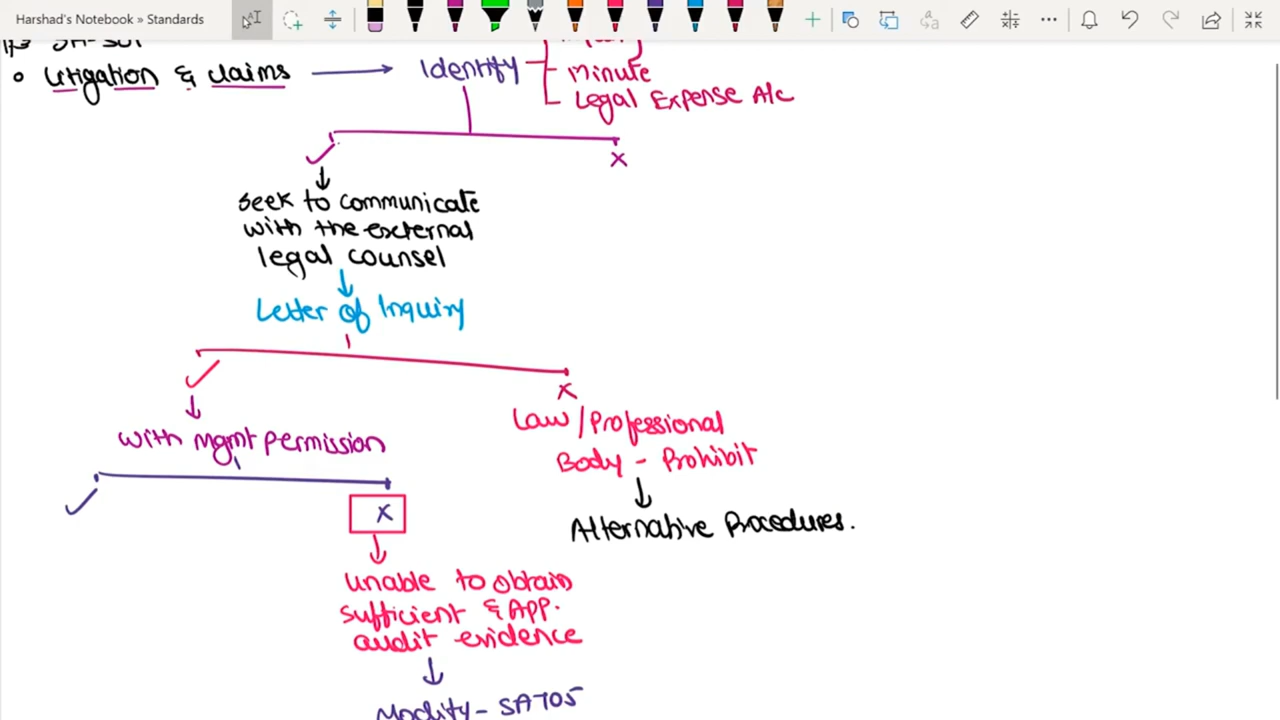 Harshad's Notebook » Standards
SA-501
Litigation & claims
Identify
Minute
Legal Expense A/c
x
Seek to communicate
with the external
legal counsel
Letter of Inquiry
x
Law/Professional
Body - Prohibit
Alternative Procedures.
with mgmt permission
x
unable to obtain
sufficient & App.
audit evidence
Modify - SA705